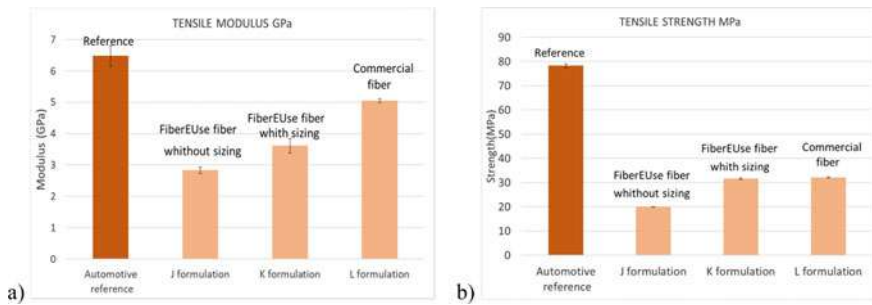 TENSILE MODULUS GPa
7
6
5
4
3
2
1
0
Modulus (GPa)
Reference
FiberEUse fiber
whithout sizing
FiberEUse fiber
whith sizing
Commercial
fiber
Automotive
reference
J formulation
K formulation
L formulation
a)
TENSILE STRENGTH MPa
90
80
70
60
50
40
30
20
10
0
Strength(MPa)
Reference
FiberEUse fiber
whithout sizing
FiberEUse fiber
whith sizing
Commercial
fiber
Automotive
reference
J formulation
K formulation
L formulation
b)